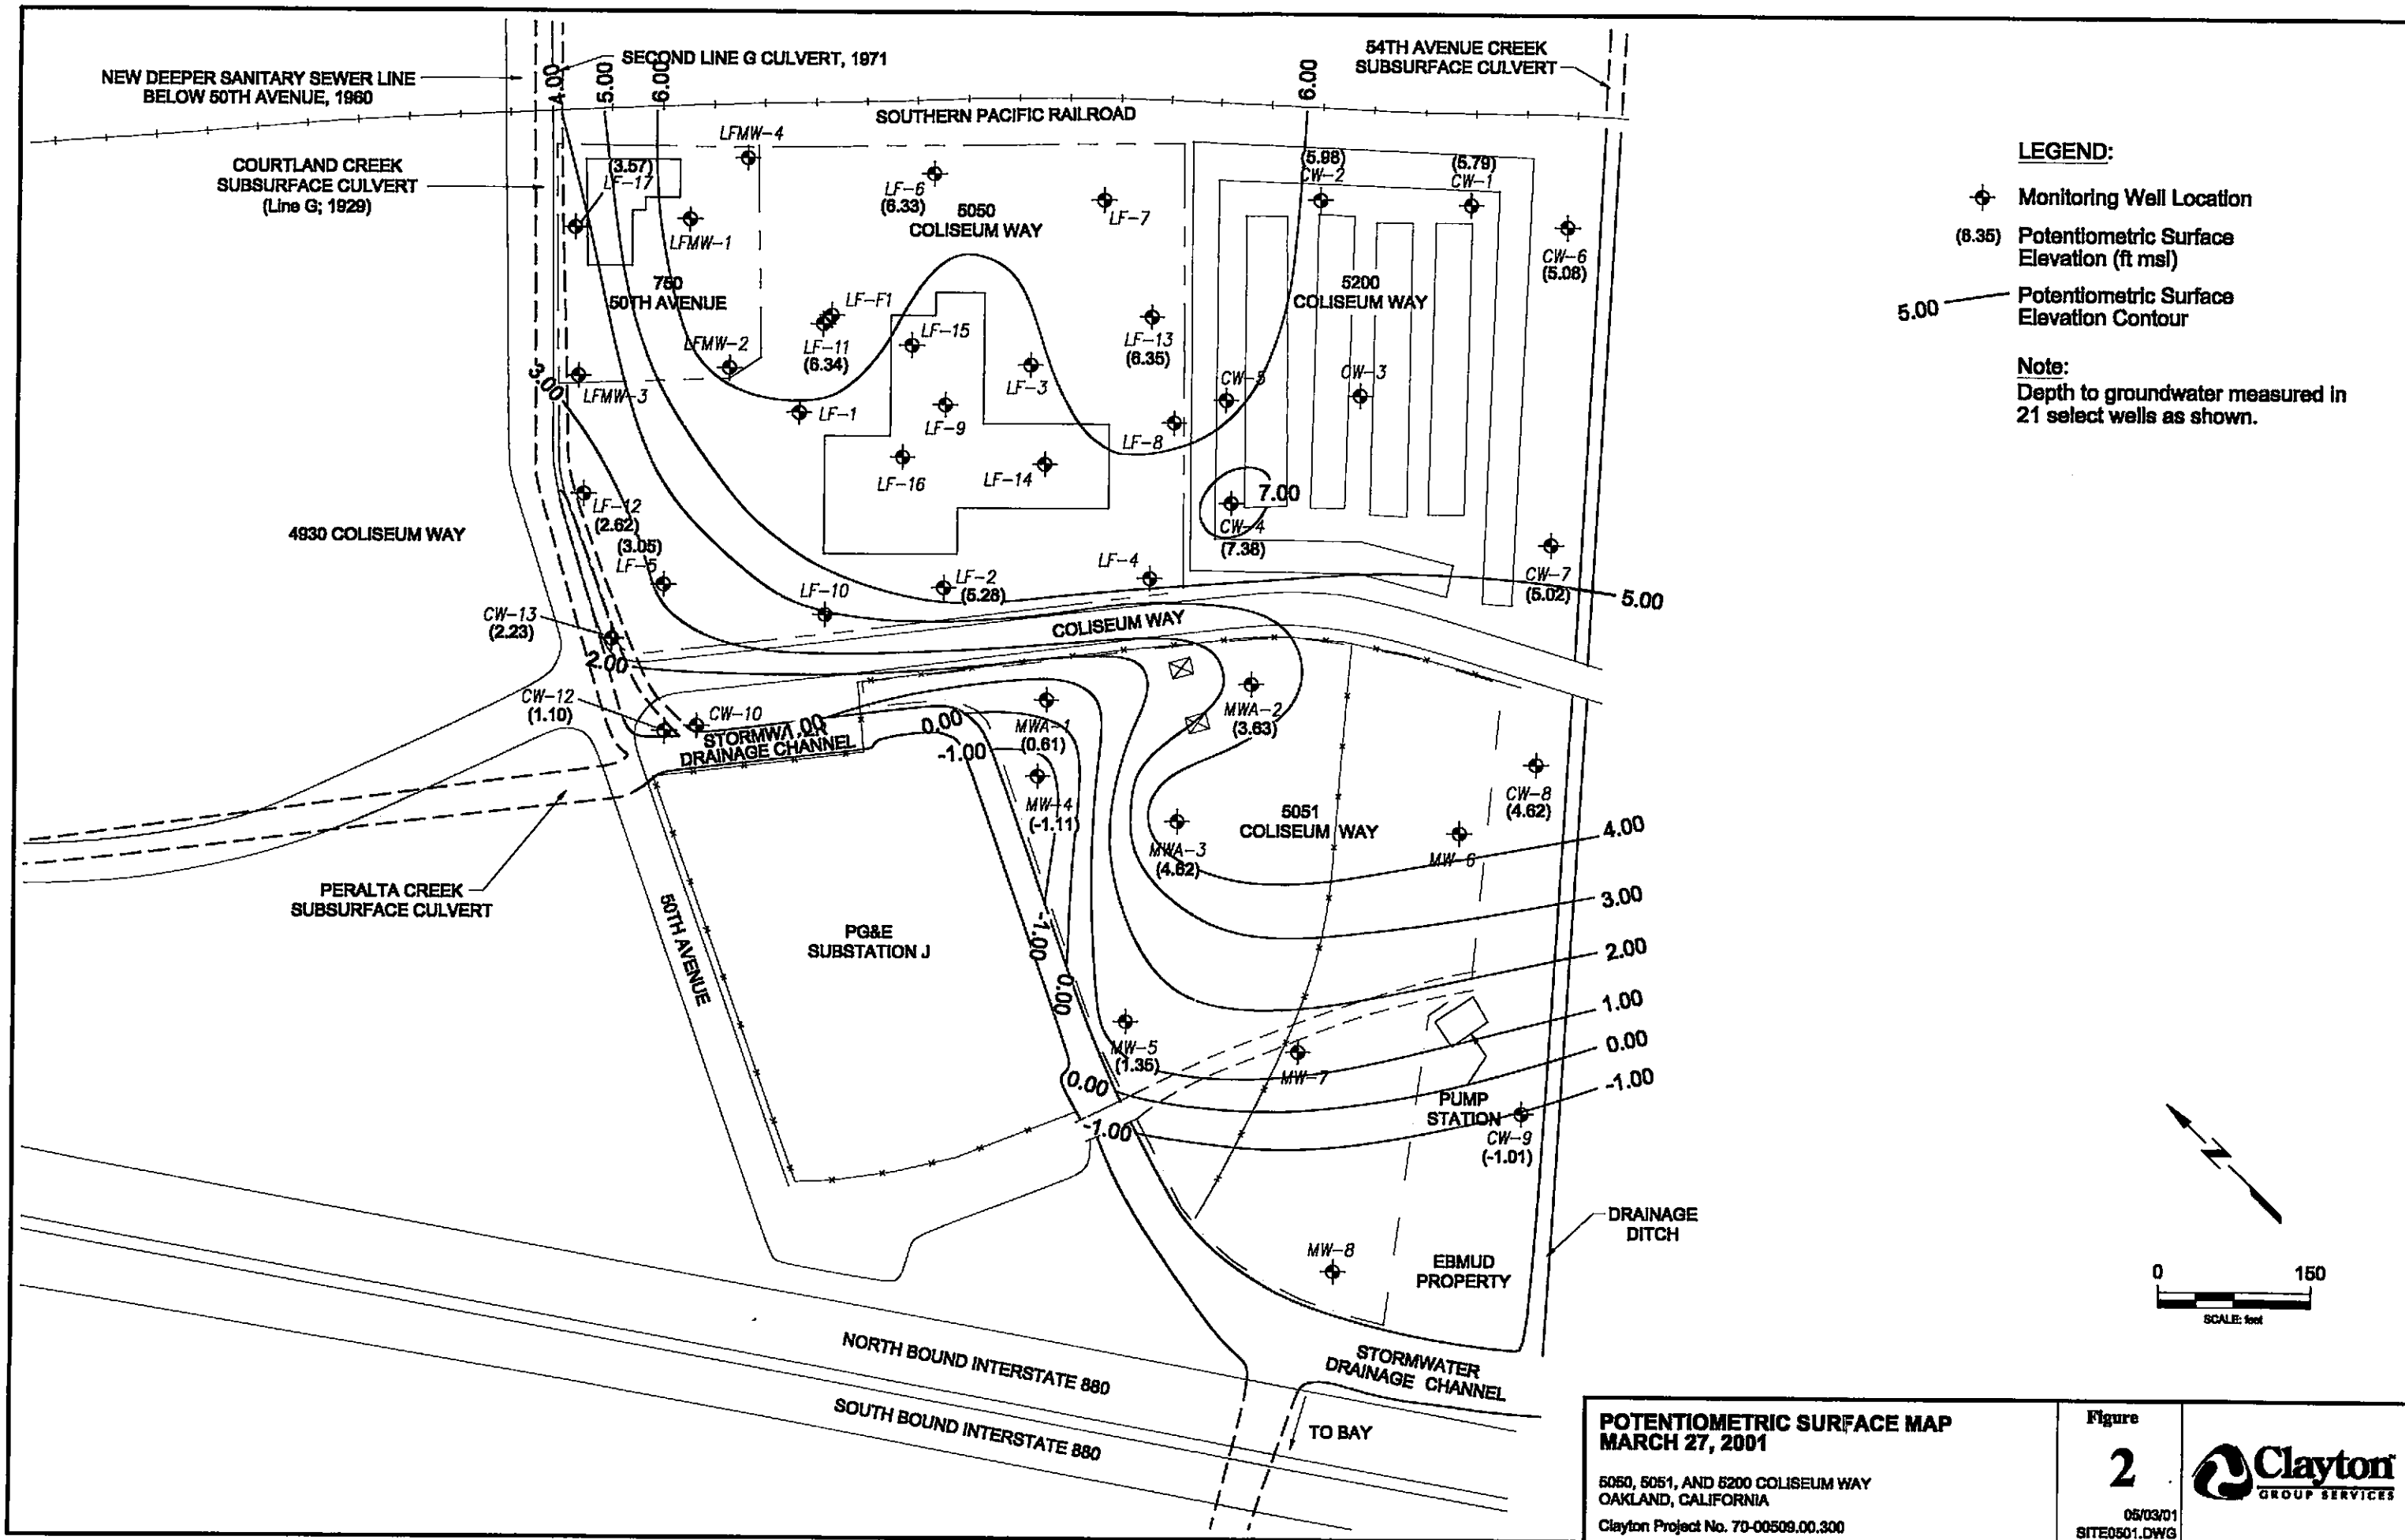 NEW DEEPER SANITARY SEWER LINE
BELOW 50TH AVENUE, 1960
SECOND LINE G CULVERT, 1971
54TH AVENUE CREEK
SUBSURFACE CULVERT
4.00
5.00
6.00
6.00
SOUTHERN PACIFIC RAILROAD
COURTLAND CREEK
SUBSURFACE CULVERT
(Line G; 1929)
LFMW-4
(3.57)
LF-17
LFMW-1
LF-6
(6.33)
5050
COLISEUM WAY
LF-7
(5.98)
CW-2
(5.79)
CW-1
CW-6
(5.08)
750
50TH AVENUE
LF-F1
LF-11
(6.34)
LF-15
LF-13
(6.35)
5200
COLISEUM WAY
LFMW-2
LFMW-3
3.00
LF-1
LF-3
LF-9
CW-5
CW-3
LF-8
LF-16
LF-14
7.00
CW-4
(7.38)
LF-12
(2.62)
(3.05)
LF-5
4930 COLISEUM WAY
LF-4
LF-2
(5.28)
LF-10
CW-7
(5.02)
5.00
CW-13
(2.23)
COLISEUM WAY
2.00
CW-12
(1.10)
CW-10
1.00
STORMWATER
DRAINAGE CHANNEL
0.00
-1.00
MWA-1
(0.61)
MWA-2
(3.63)
MW-4
(-1.11)
MWA-3
(4.62)
5051
COLISEUM WAY
CW-8
(4.62)
MW-6
4.00
3.00
2.00
1.00
0.00
-1.00
PERALTA CREEK
SUBSURFACE CULVERT
50TH AVENUE
PG&E
SUBSTATION J
-1.00
0.00
MW-5
(1.35)
MW-7
0.00
-1.00
PUMP
STATION
CW-9
(-1.01)
MW-8
EBMUD
PROPERTY
DRAINAGE
DITCH
NORTH BOUND INTERSTATE 880
SOUTH BOUND INTERSTATE 880
STORMWATER
DRAINAGE CHANNEL
TO BAY
LEGEND:
Monitoring Well Location
(6.35) Potentiometric Surface
Elevation (ft msl)
5.00 Potentiometric Surface
Elevation Contour
Note:
Depth to groundwater measured in
21 select wells as shown.
N
0 150
SCALE: feet
POTENTIOMETRIC SURFACE MAP
MARCH 27, 2001
5050, 5051, AND 5200 COLISEUM WAY
OAKLAND, CALIFORNIA
Clayton Project No. 70-00509.00.300
Figure
2
05/03/01
SITE0501.DWG
Clayton
GROUP SERVICES